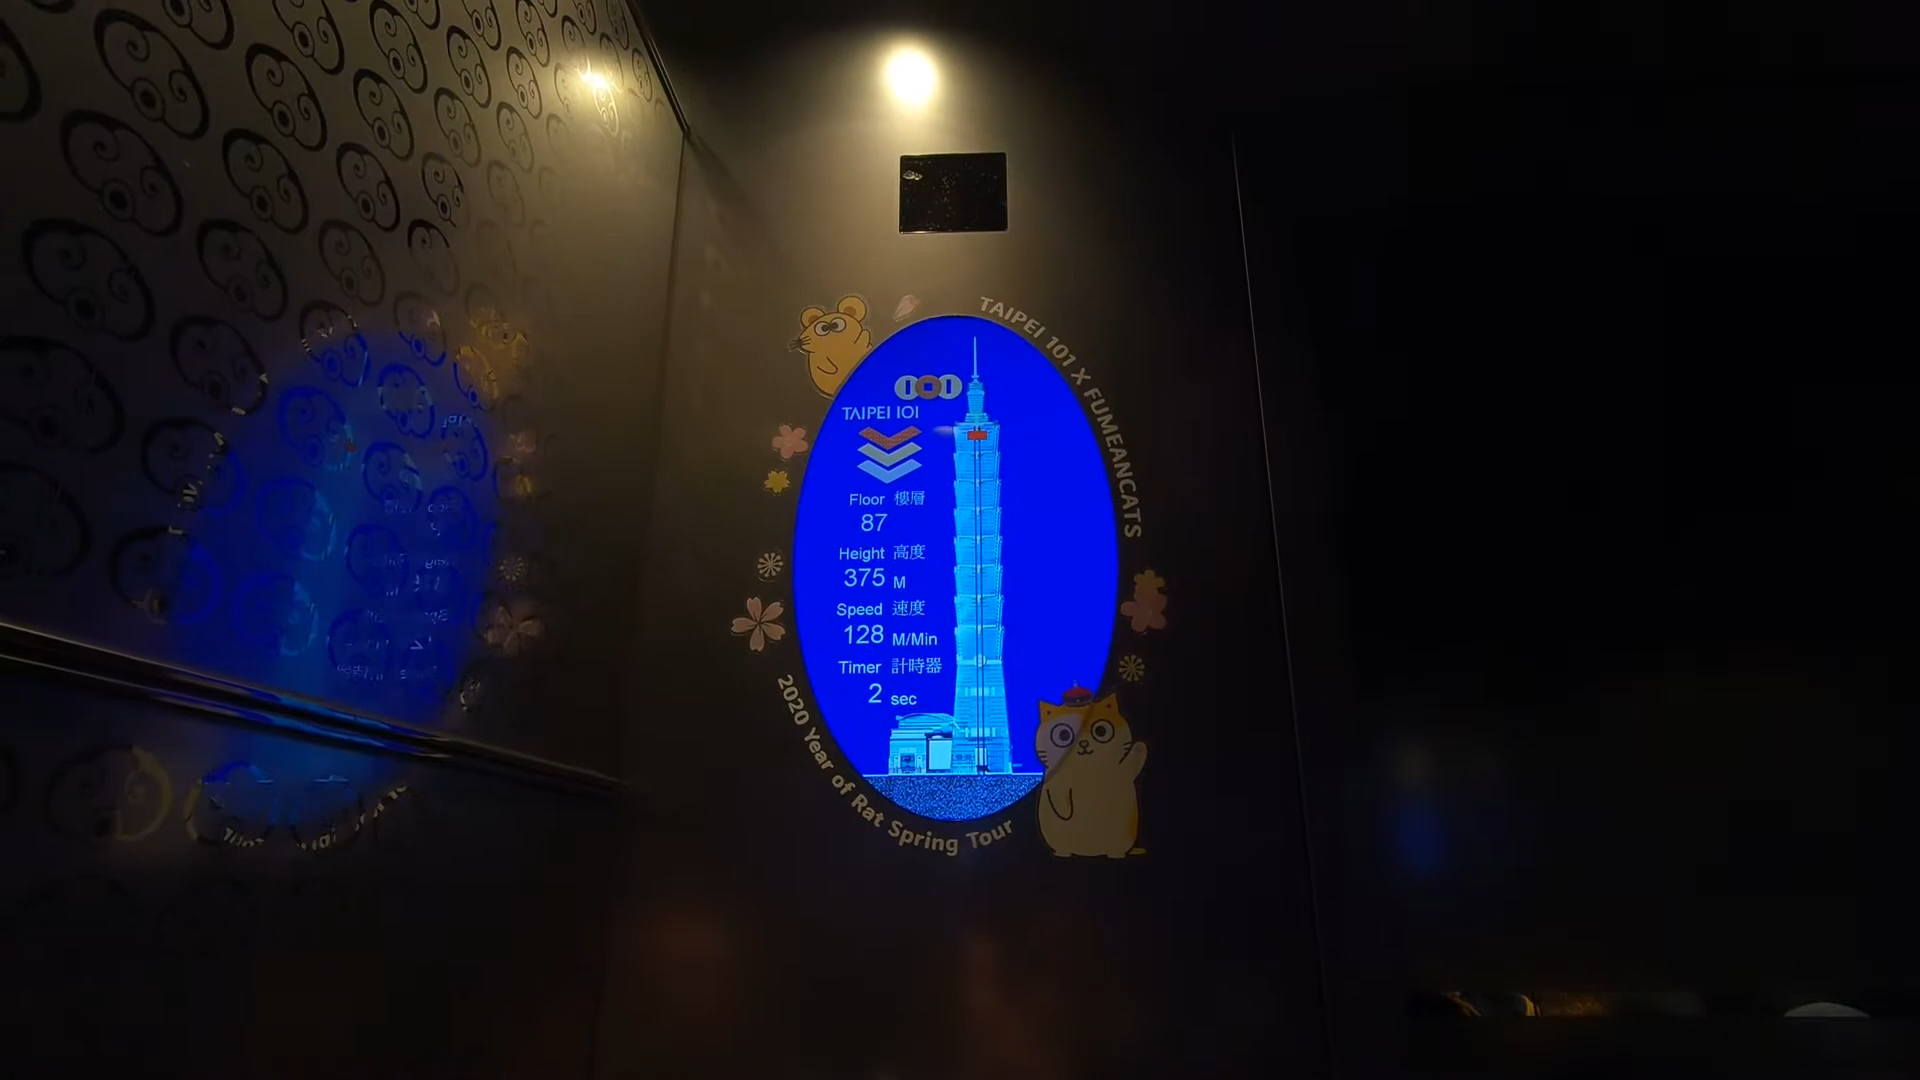 TAIPEI 101 X FUMEANCATS
TAIPEI 101
Floor 樓層
87
Height 高度
375 M
Speed 速度
128 M/Min
Timer 計時器
2 sec
2020 Year of Rat Spring Tour